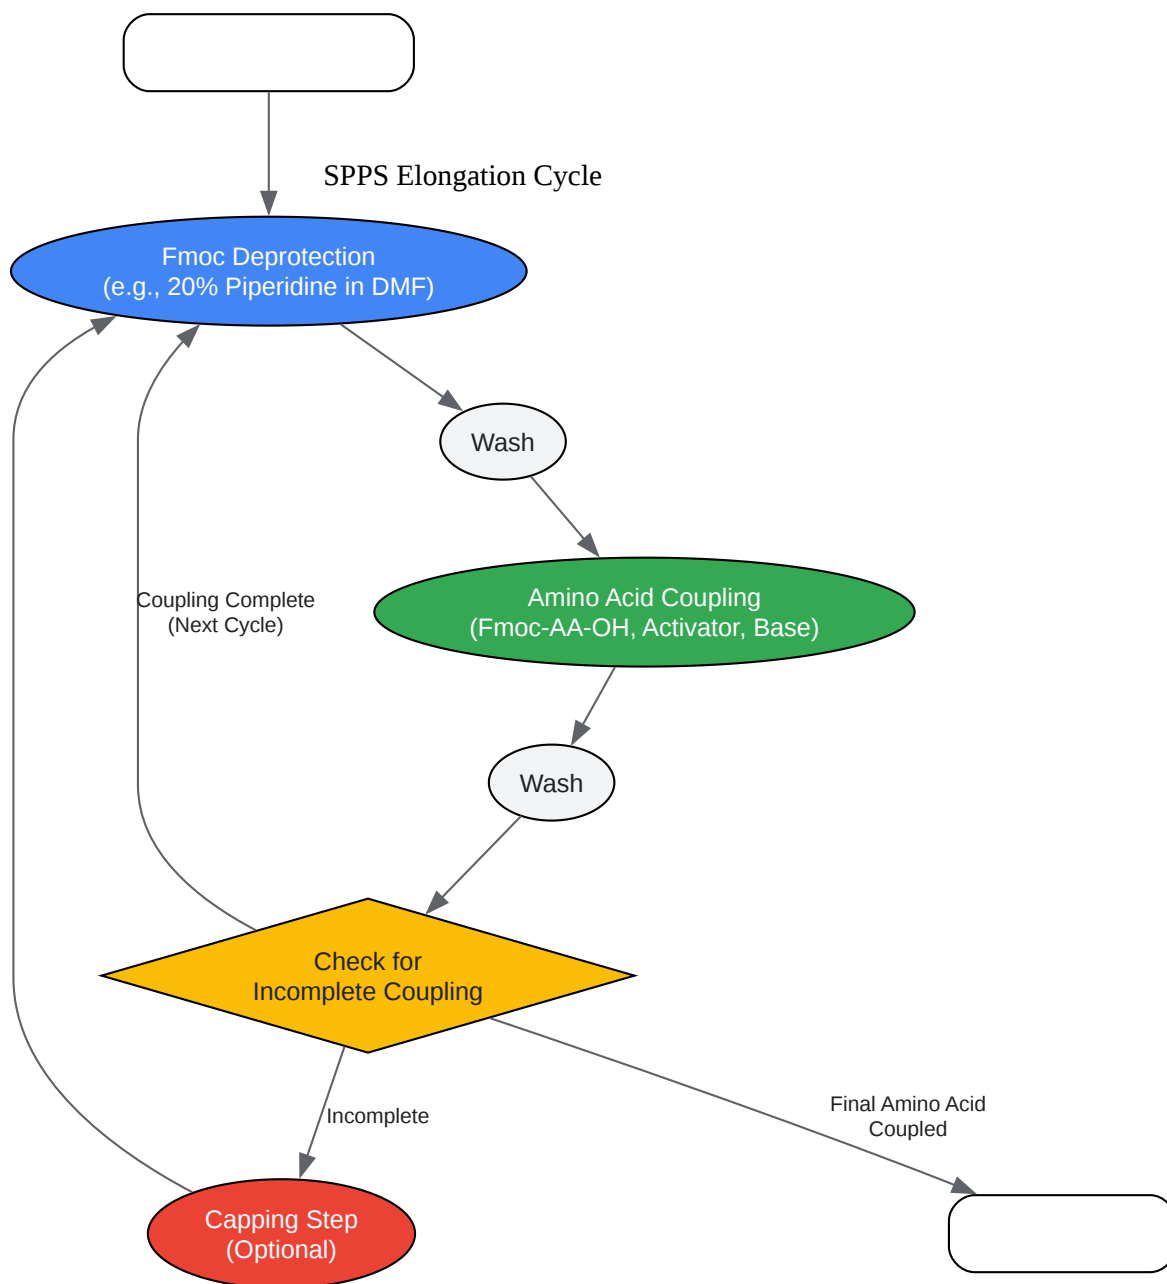 SPPS Elongation Cycle
Fmoc Deprotection
(e.g., 20% Piperidine in DMF)
Wash
Coupling Complete
(Next Cycle)
Amino Acid Coupling
(Fmoc-AA-OH, Activator, Base)
Wash
Check for
Incomplete Coupling
Incomplete
Final Amino Acid
Coupled
Capping Step
(Optional)